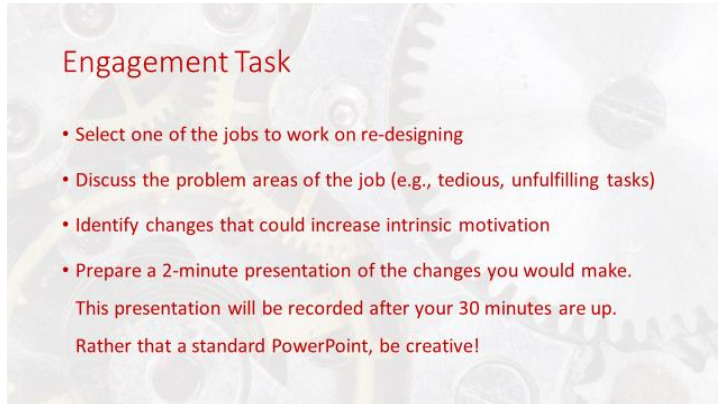 Engagement Task
• Select one of the jobs to work on re-designing
• Discuss the problem areas of the job (e.g., tedious, unfulfilling tasks)
• Identify changes that could increase intrinsic motivation
• Prepare a 2-minute presentation of the changes you would make.
This presentation will be recorded after your 30 minutes are up.
Rather that a standard PowerPoint, be creative!